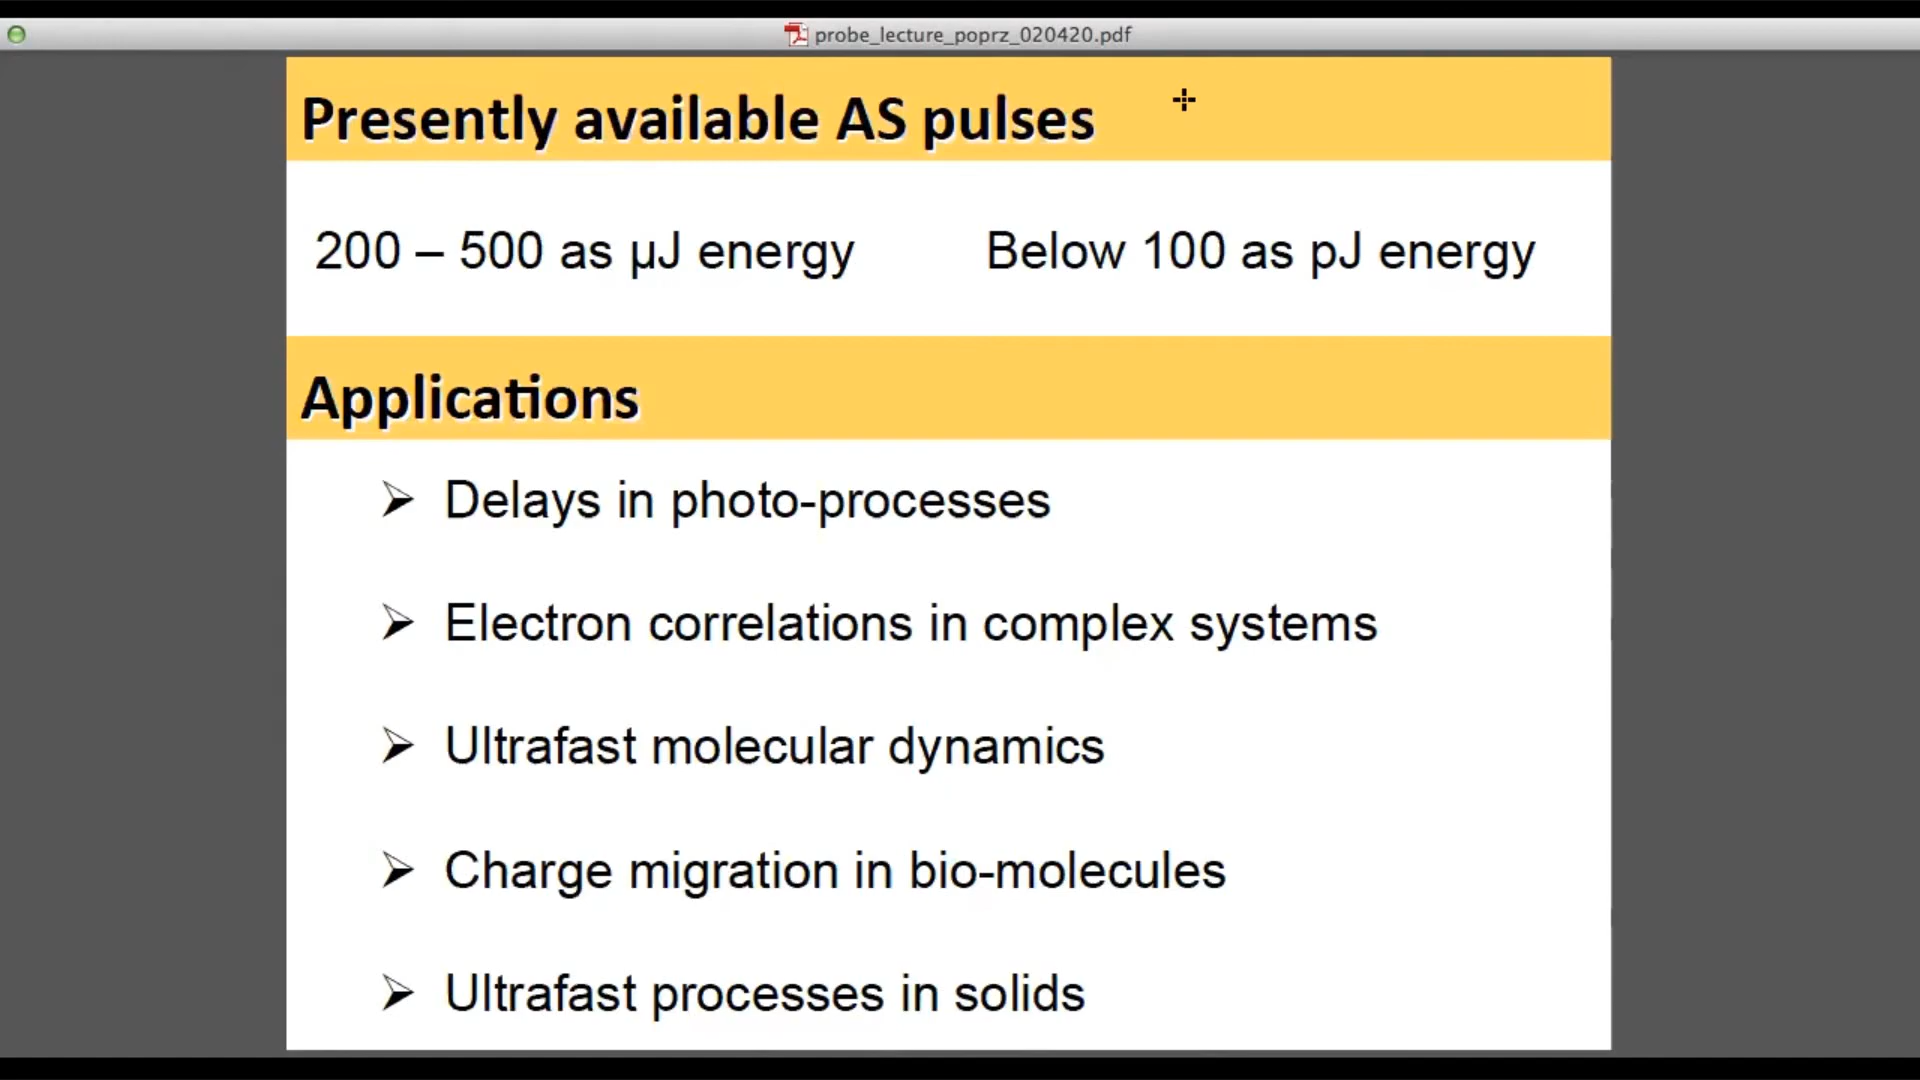 probe_lecture_poprz_020420.pdf
Presently available AS pulses
200 – 500 as µJ energy Below 100 as pJ energy
Applications
➢ Delays in photo-processes
➢ Electron correlations in complex systems
➢ Ultrafast molecular dynamics
➢ Charge migration in bio-molecules
➢ Ultrafast processes in solids